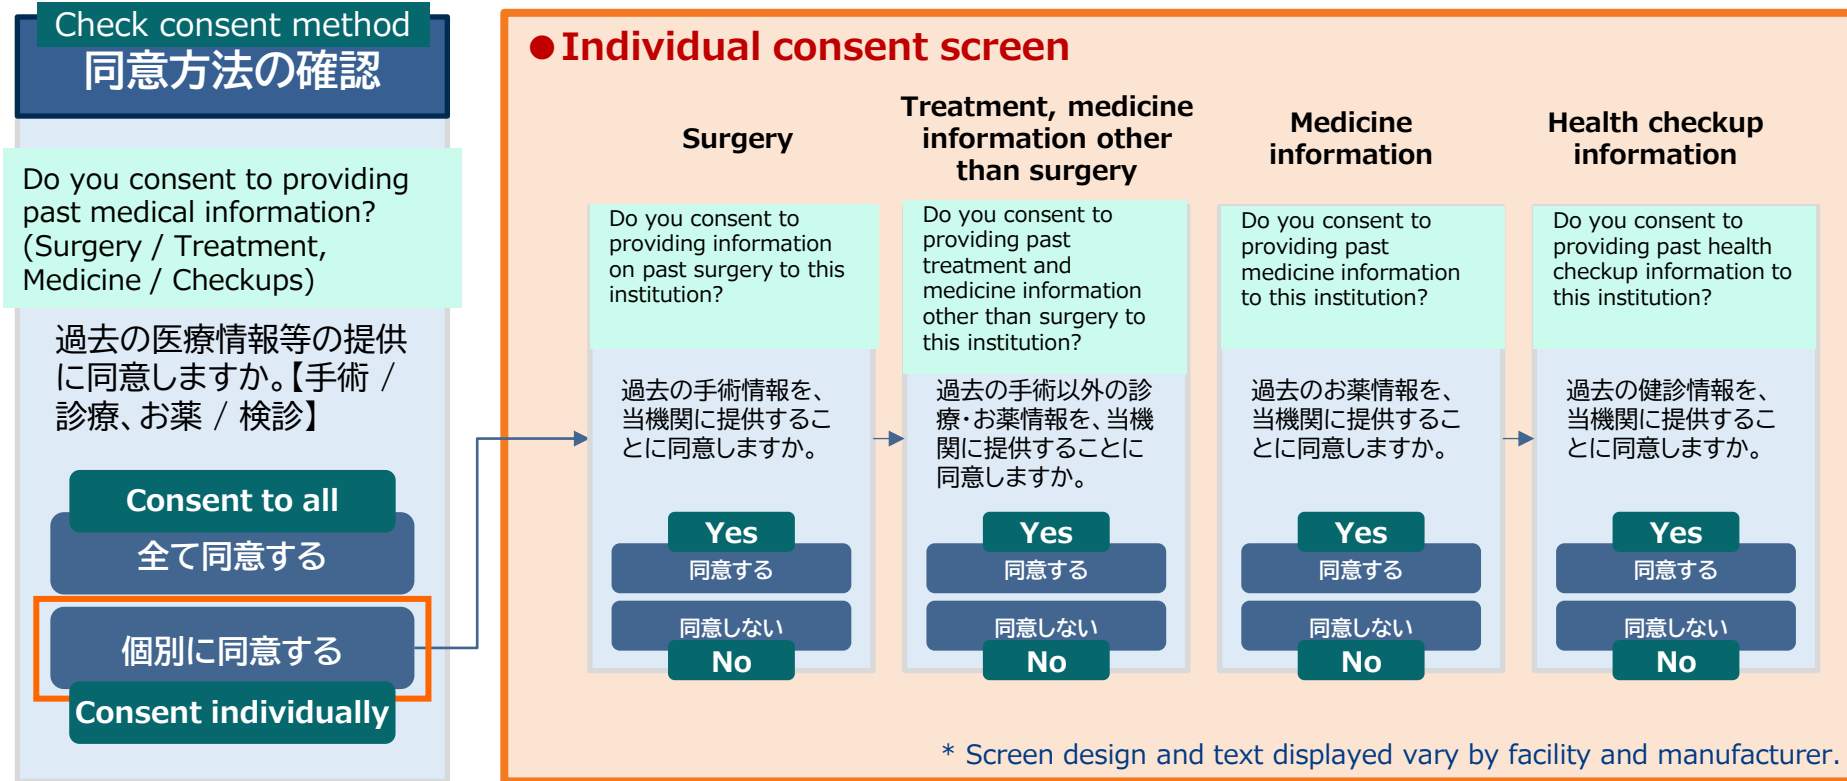 Check consent method
同意方法の確認
Do you consent to providing
past medical information?
(Surgery / Treatment,
Medicine / Checkups)
過去の医療情報等の提供
に同意しますか。【手術 /
診療、お薬 / 検診】
Consent to all
全て同意する
個別に同意する
Consent individually
●Individual consent screen
Surgery
Do you consent to
providing information
on past surgery to this
institution?
過去の手術情報を、
当機関に提供するこ
とに同意しますか。
Yes
同意する
同意しない
No
Treatment, medicine
information other
than surgery
Do you consent to
providing past
treatment and
medicine information
other than surgery to
this institution?
過去の手術以外の診
療・お薬情報を、当機
関に提供することに
同意しますか。
Yes
同意する
同意しない
No
Medicine
information
Do you consent to
providing past
medicine information
to this institution?
過去のお薬情報を、
当機関に提供するこ
とに同意しますか。
Yes
同意する
同意しない
No
Health checkup
information
Do you consent to
providing past health
checkup information to
this institution?
過去の健診情報を、
当機関に提供するこ
とに同意しますか。
Yes
同意する
同意しない
No
* Screen design and text displayed vary by facility and manufacturer.